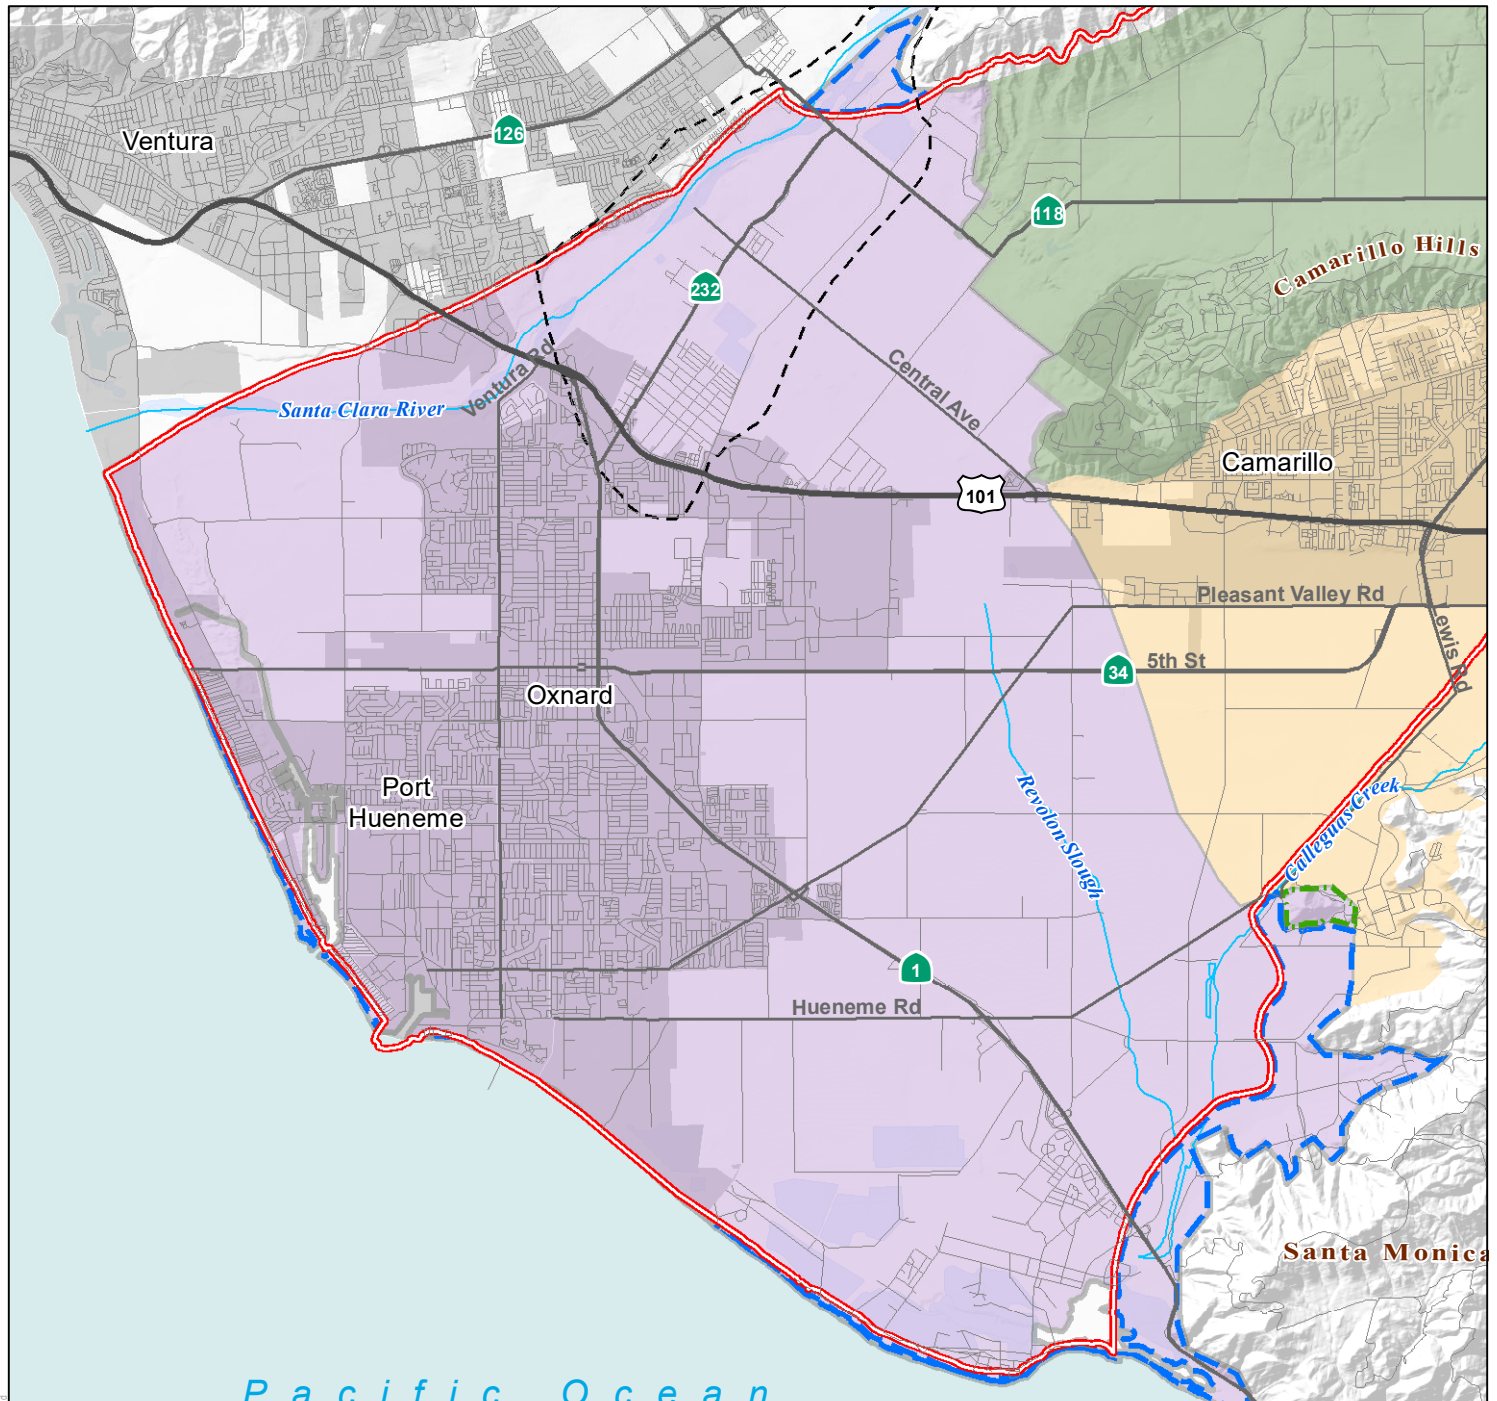 Ventura
126
118
Camarillo Hills
232
Central Ave
Ventura Rd
Santa Clara River
Camarillo
101
Pleasant Valley Rd
Lewis Rd
5th St
34
Oxnard
Revolon Slough
Port
Hueneme
Calleguas Creek
1
Hueneme Rd
Santa Monica
Pacific Ocean